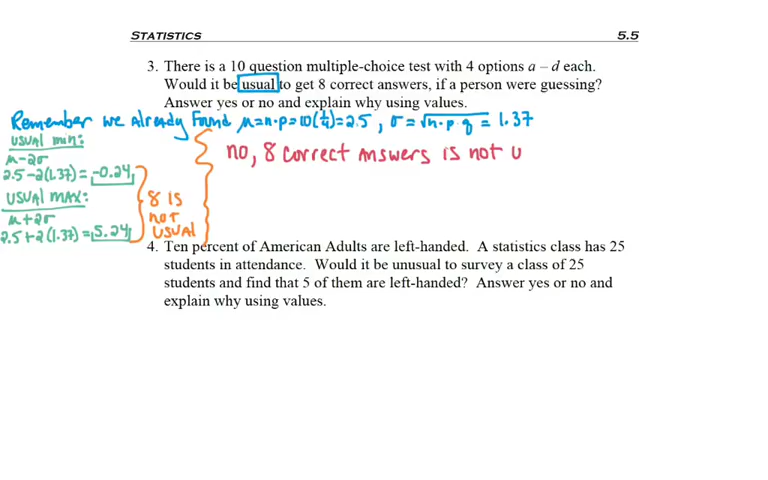 STATISTICS 5.5
3. There is a 10 question multiple-choice test with 4 options a – d each.
Would it be usual to get 8 correct answers, if a person were guessing?
Answer yes or no and explain why using values.
Remember we Already Found μ=n·p=10(1/4)=2.5, σ=√n·p·q = 1.37
usual min:
μ-2σ
2.5-2(1.37)= -0.24
usual max:
μ+2σ
2.5+2(1.37)= 5.24
8 is
not
usual
no, 8 correct answers is not u
4. Ten percent of American Adults are left-handed. A statistics class has 25
students in attendance. Would it be unusual to survey a class of 25
students and find that 5 of them are left-handed? Answer yes or no and
explain why using values.